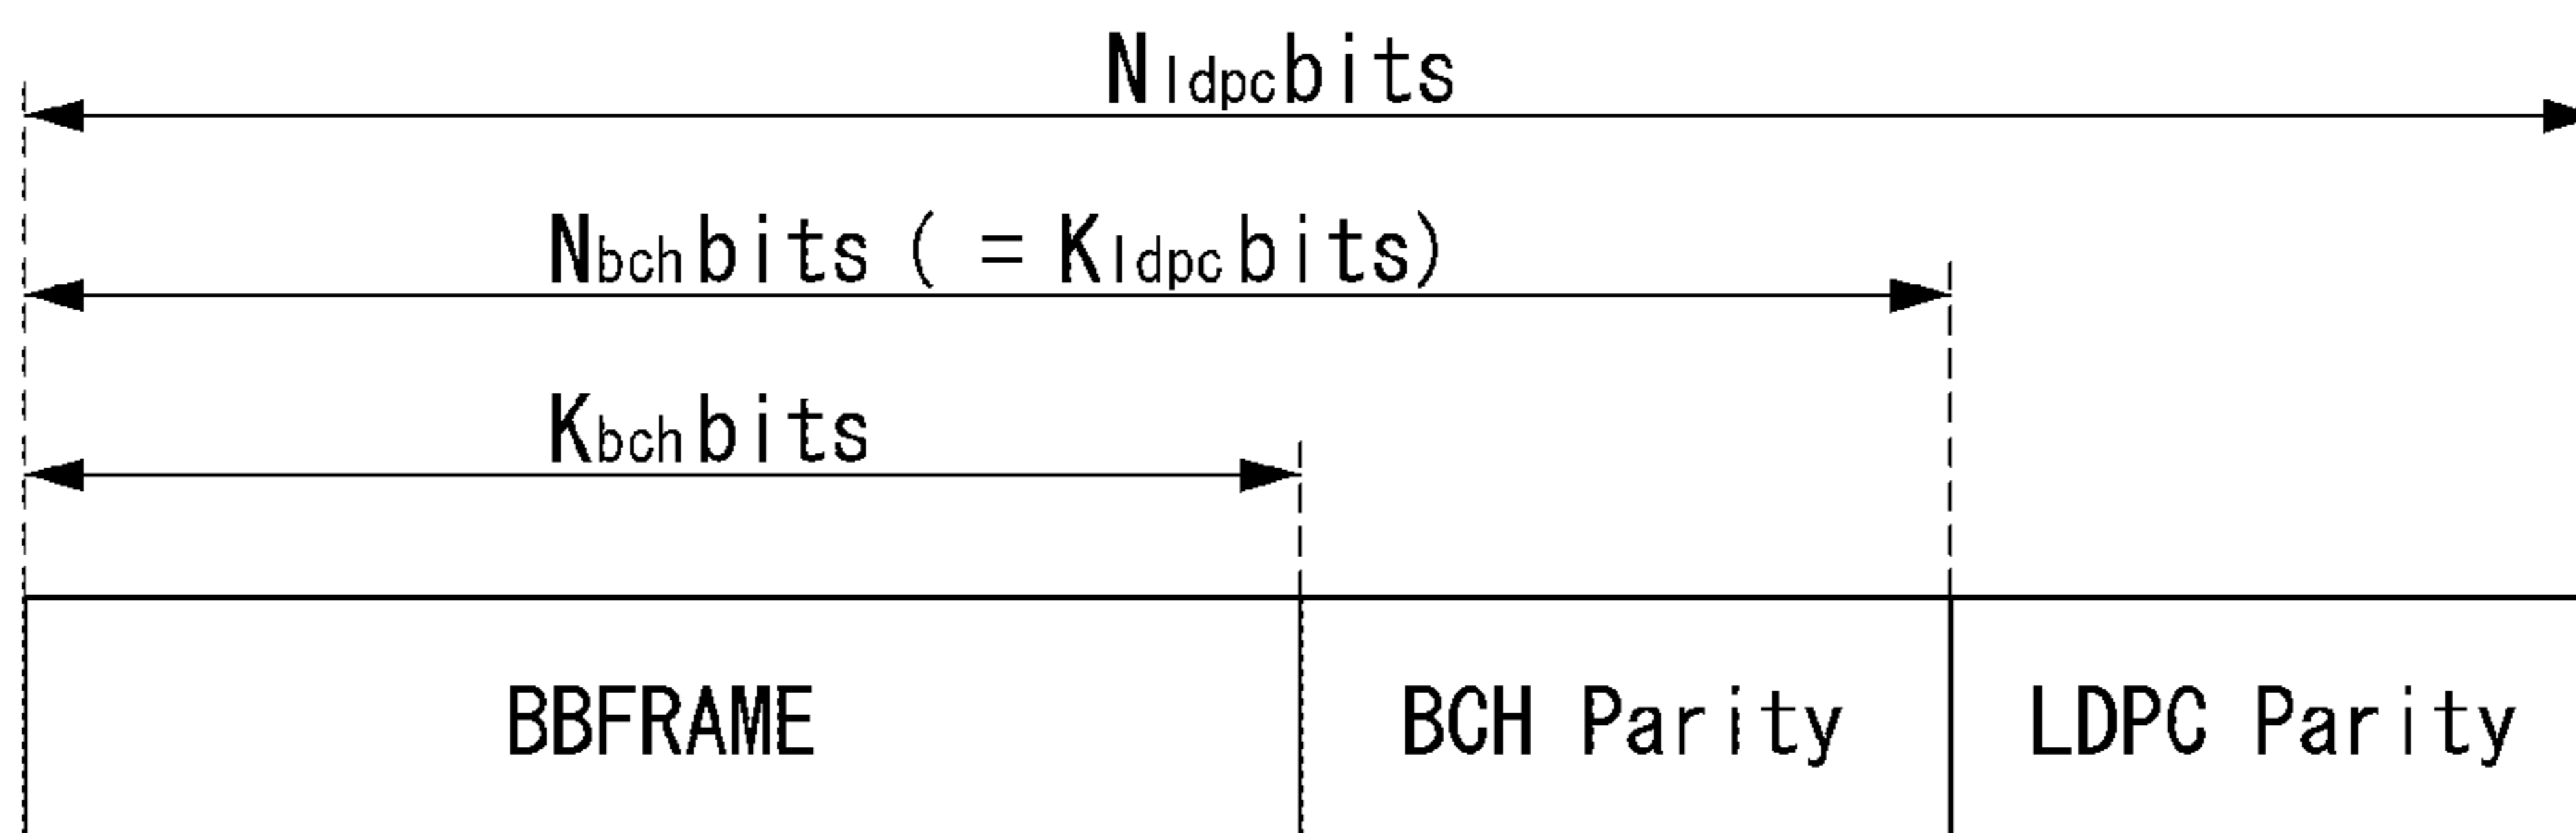 Nldpcbits
Nbchbits ( = Kldpcbits)
Kbchbits
BBFRAME BCH Parity LDPC Parity